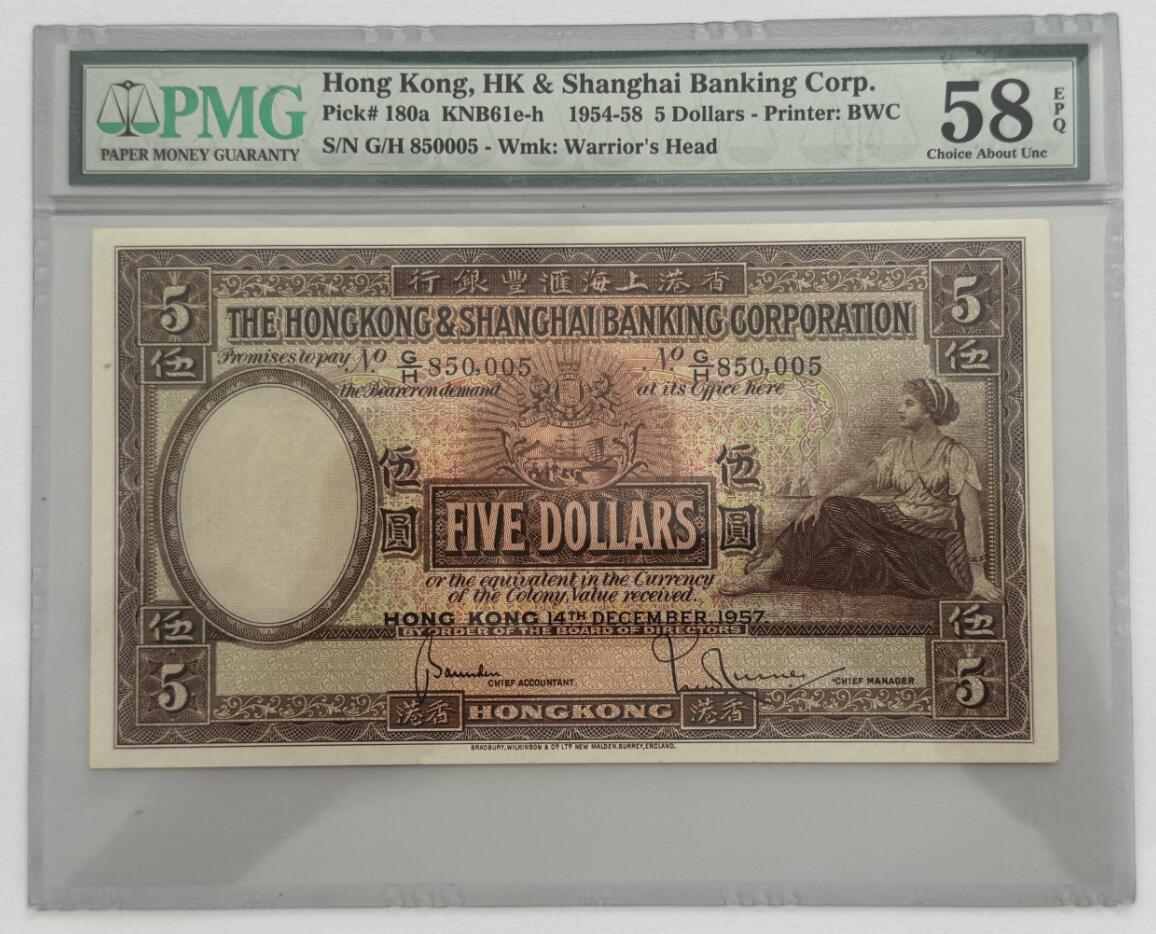 PMG
PAPER MONEY GUARANTY
Hong Kong, HK & Shanghai Banking Corp.
Pick# 180a KNB61e-h 1954-58 5 Dollars - Printer: BWC
S/N G/H 850005 - Wmk: Warrior's Head
58 EPQ
Choice About Unc
行銀豐滙海上港香
5 5
THE HONGKONG & SHANGHAI BANKING CORPORATION
伍 伍
Promises to pay No G/H 850,005 No G/H 850,005
the Bearer on demand at its Office here
伍 伍
圓 FIVE DOLLARS 圓
or the equivalent in the Currency
of the Colony, Value received.
HONG KONG 14TH DECEMBER, 1957.
伍 BY ORDER OF THE BOARD OF DIRECTORS 伍
CHIEF ACCOUNTANT. CHIEF MANAGER
5 5
港香 HONGKONG 港香
BRADBURY, WILKINSON & Co LTD NEW MALDEN, SURREY, ENGLAND.